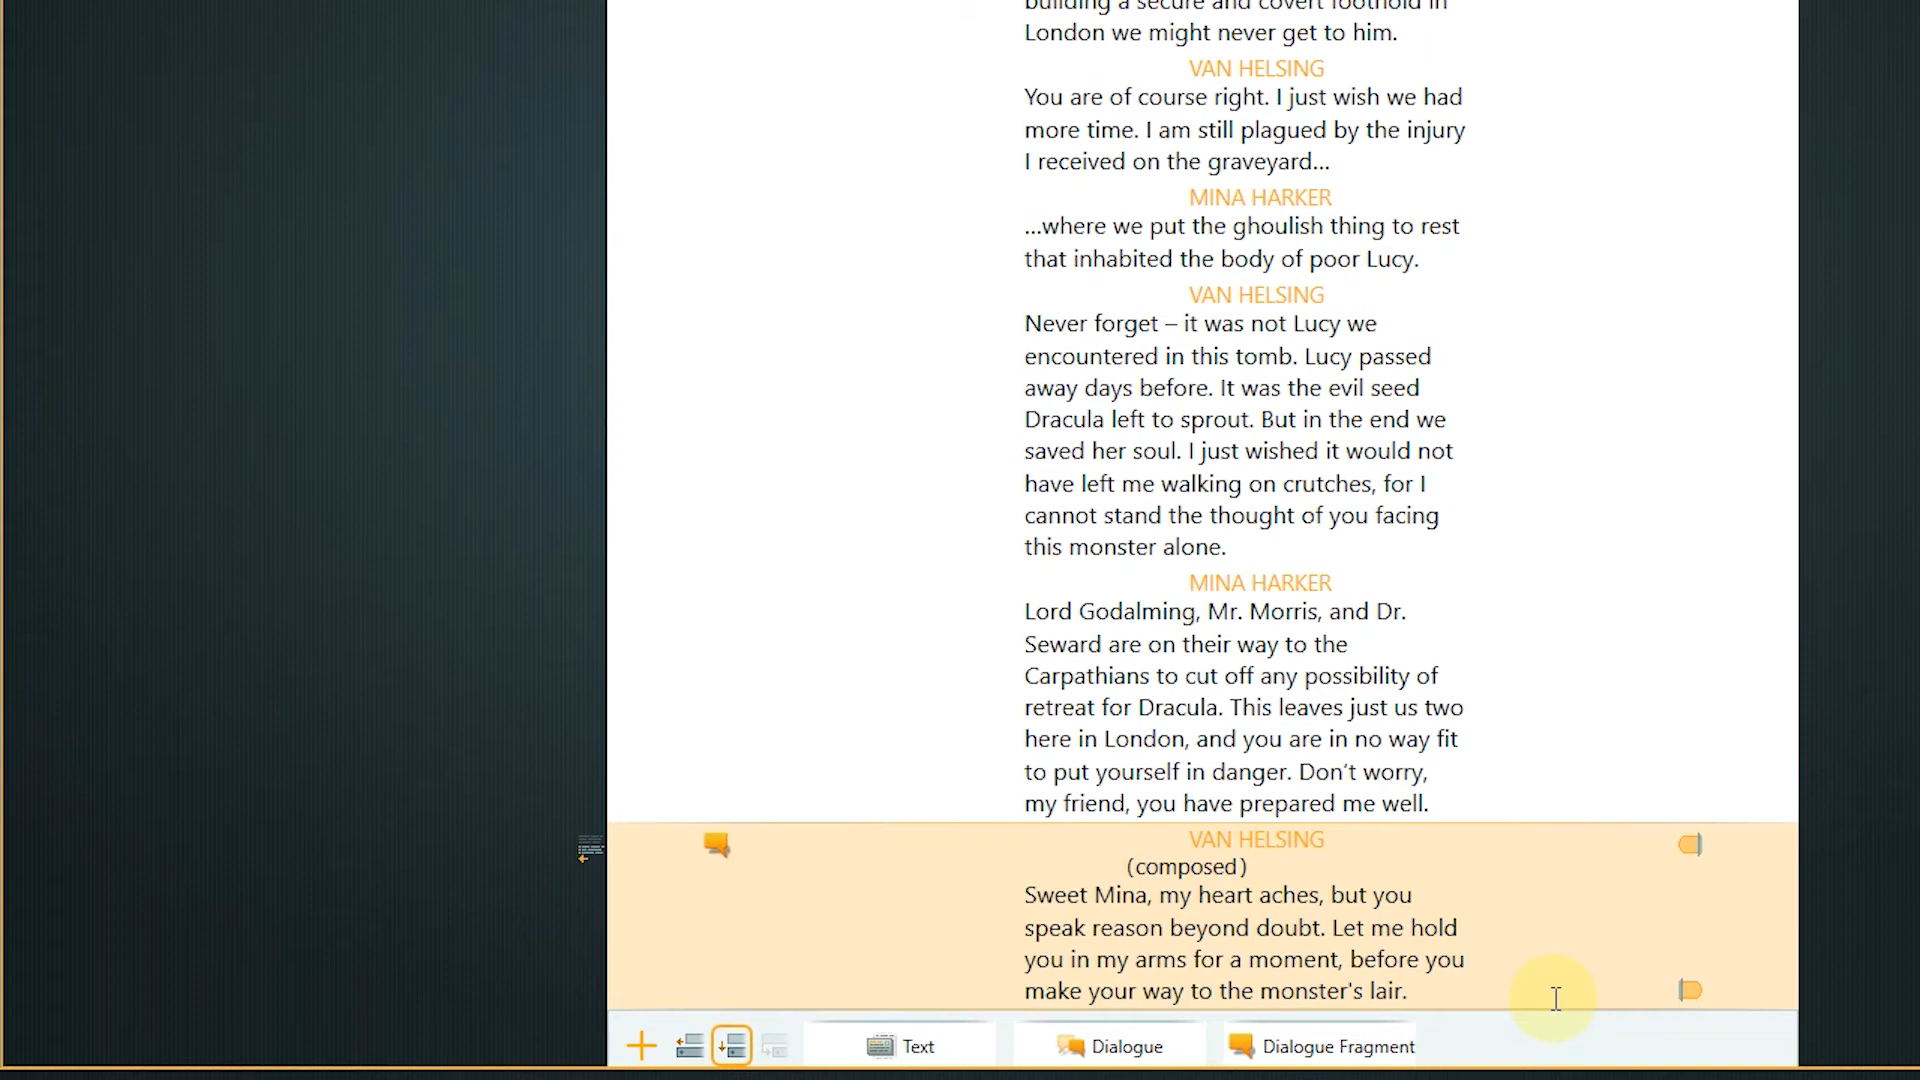 building a secure and covert foothold in
London we might never get to him.
VAN HELSING
You are of course right. I just wish we had
more time. I am still plagued by the injury
I received on the graveyard...
MINA HARKER
...where we put the ghoulish thing to rest
that inhabited the body of poor Lucy.
VAN HELSING
Never forget – it was not Lucy we
encountered in this tomb. Lucy passed
away days before. It was the evil seed
Dracula left to sprout. But in the end we
saved her soul. I just wished it would not
have left me walking on crutches, for I
cannot stand the thought of you facing
this monster alone.
MINA HARKER
Lord Godalming, Mr. Morris, and Dr.
Seward are on their way to the
Carpathians to cut off any possibility of
retreat for Dracula. This leaves just us two
here in London, and you are in no way fit
to put yourself in danger. Don’t worry,
my friend, you have prepared me well.
VAN HELSING
(composed)
Sweet Mina, my heart aches, but you
speak reason beyond doubt. Let me hold
you in my arms for a moment, before you
make your way to the monster's lair.
Text Dialogue Dialogue Fragment